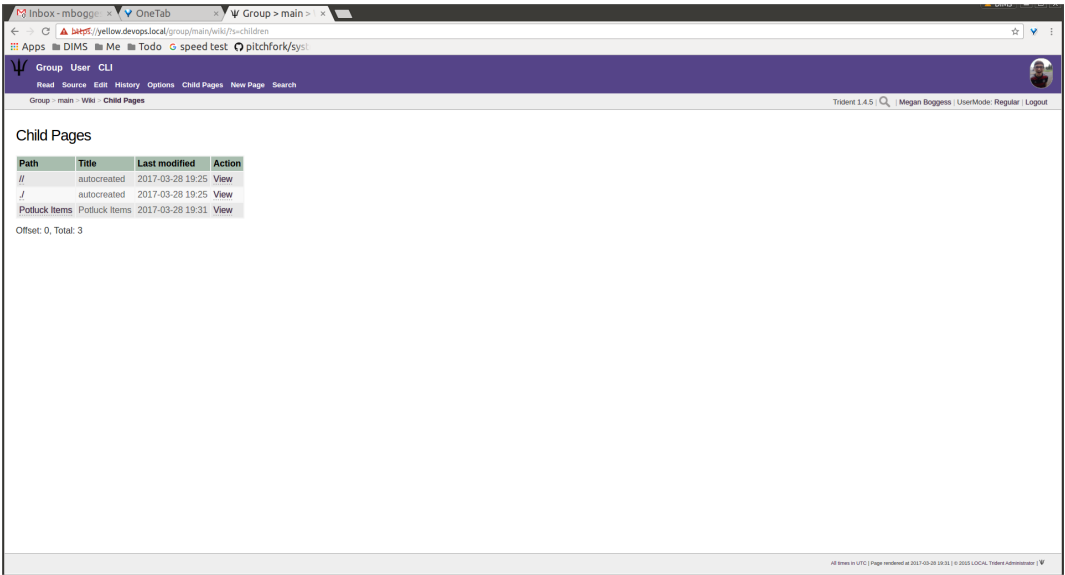 Inbox - mbogge × OneTab × Ψ Group > main > ×
https://yellow.devops.local/group/main/wiki/?s=children
Apps DIMS Me Todo speed test pitchfork/syst
Group User CLI
Read Source Edit History Options Child Pages New Page Search
Group > main > Wiki > Child Pages Trident 1.4.5 | | Megan Boggess | UserMode: Regular | Logout
Child Pages
Path Title Last modified Action
// autocreated 2017-03-28 19:25 View
./ autocreated 2017-03-28 19:25 View
Potluck Items Potluck Items 2017-03-28 19:31 View
Offset: 0, Total: 3
All times in UTC | Page rendered at 2017-03-28 19:31 | © 2015 LOCAL Trident Administrator | Ψ